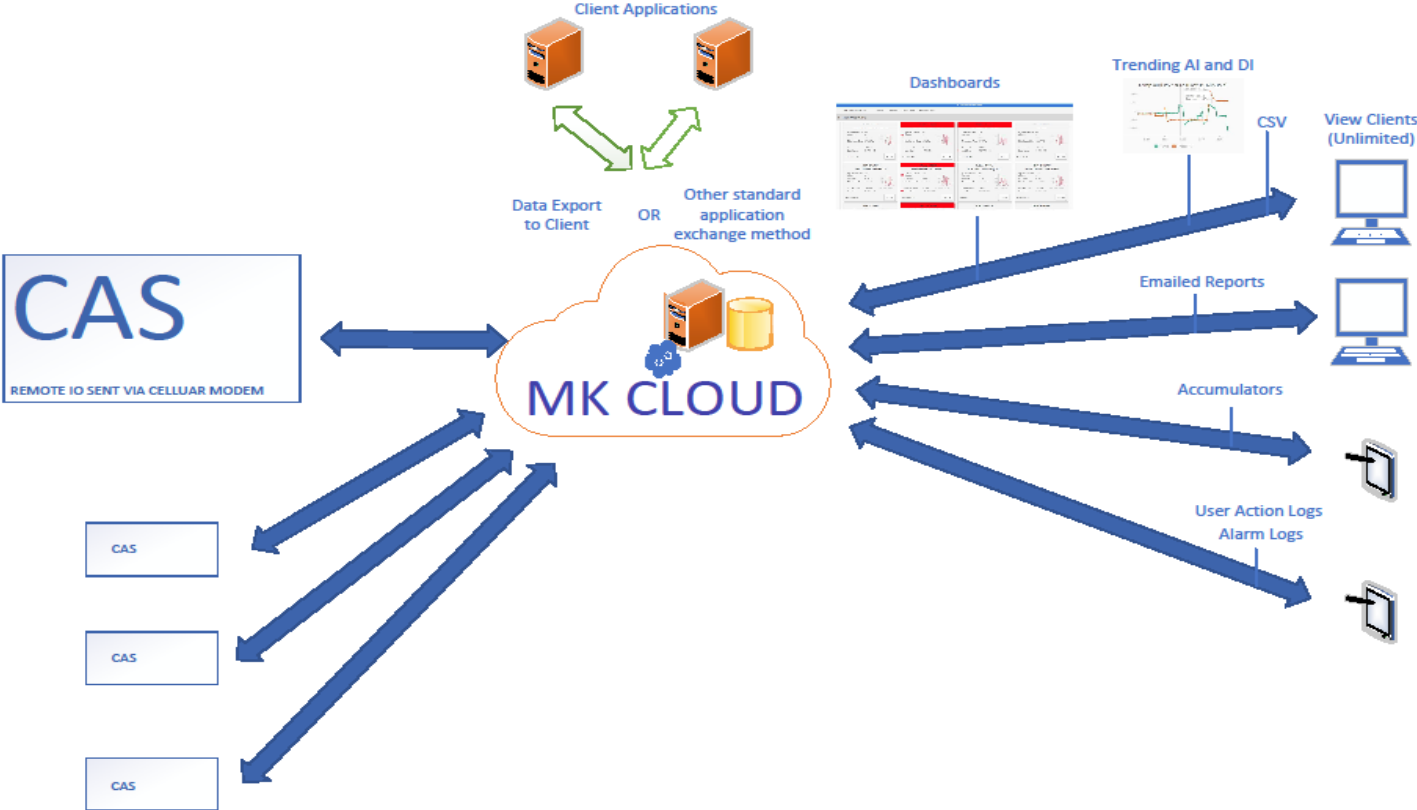 Client Applications
Data Export
to Client
OR
Other standard
application
exchange method
Dashboards
Trending AI and DI
CSV
View Clients
(Unlimited)
CAS
REMOTE IO SENT VIA CELLUAR MODEM
MK CLOUD
Emailed Reports
Accumulators
User Action Logs
Alarm Logs
CAS
CAS
CAS